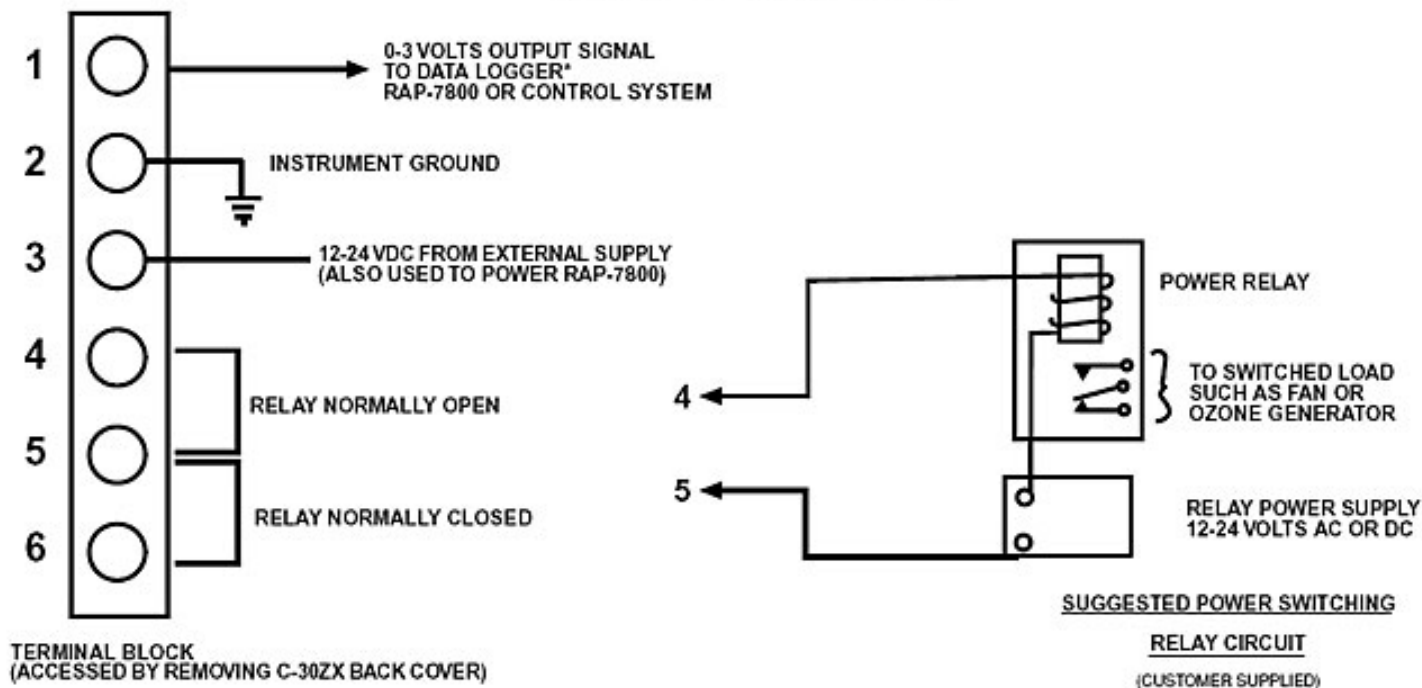 1
0-3 VOLTS OUTPUT SIGNAL
TO DATA LOGGER*
RAP-7800 OR CONTROL SYSTEM
2
INSTRUMENT GROUND
3
12-24 VDC FROM EXTERNAL SUPPLY
(ALSO USED TO POWER RAP-7800)
4
RELAY NORMALLY OPEN
5
RELAY NORMALLY CLOSED
6
TERMINAL BLOCK
(ACCESSED BY REMOVING C-30ZX BACK COVER)
POWER RELAY
4
TO SWITCHED LOAD
SUCH AS FAN OR
OZONE GENERATOR
5
RELAY POWER SUPPLY
12-24 VOLTS AC OR DC
SUGGESTED POWER SWITCHING
RELAY CIRCUIT
(CUSTOMER SUPPLIED)